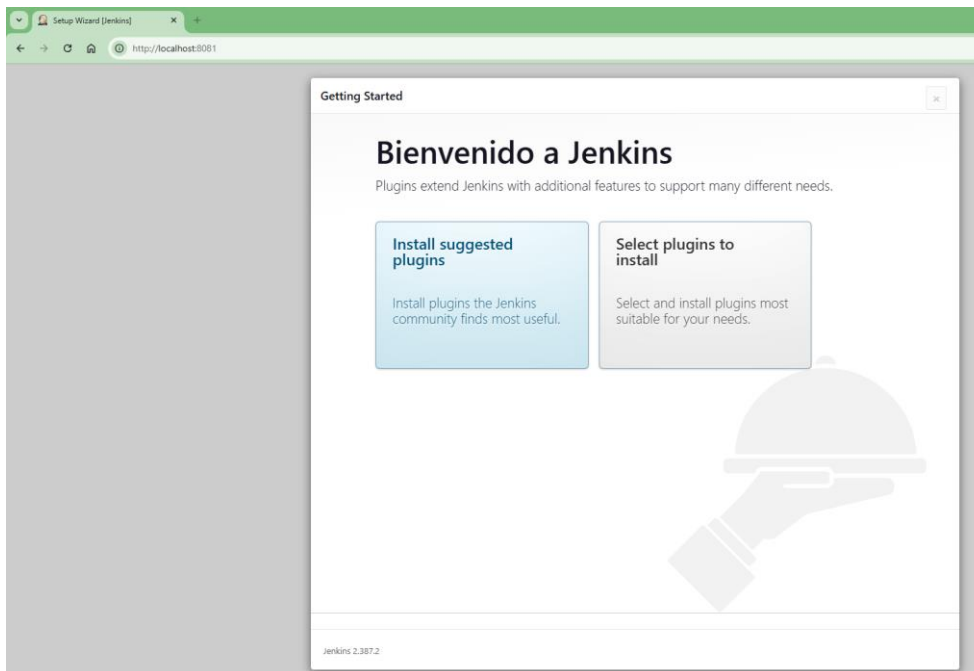 Setup Wizard [Jenkins]
http://localhost:8081
Getting Started
Bienvenido a Jenkins
Plugins extend Jenkins with additional features to support many different needs.
Install suggested
plugins
Install plugins the Jenkins
community finds most useful.
Select plugins to
install
Select and install plugins most
suitable for your needs.
Jenkins 2.387.2